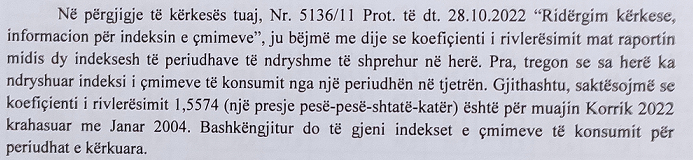 Në përgjigje të kërkesës tuaj, Nr. 5136/11 Prot. të dt. 28.10.2022 “Ridërgim kërkese,
informacion për indeksin e çmimeve”, ju bëjmë me dije se koefiçienti i rivlerësimit mat raportin
midis dy indeksesh të periudhave të ndryshme të shprehur në herë. Pra, tregon se sa herë ka
ndryshuar indeksi i çmimeve të konsumit nga një periudhën në tjetrën. Gjithashtu, saktësojmë se
koefiçienti i rivlerësimit 1,5574 (një presje pesë-pesë-shtatë-katër) është për muajin Korrik 2022
krahasuar me Janar 2004. Bashkëngjitur do të gjeni indekset e çmimeve të konsumit për
periudhat e kërkuara.